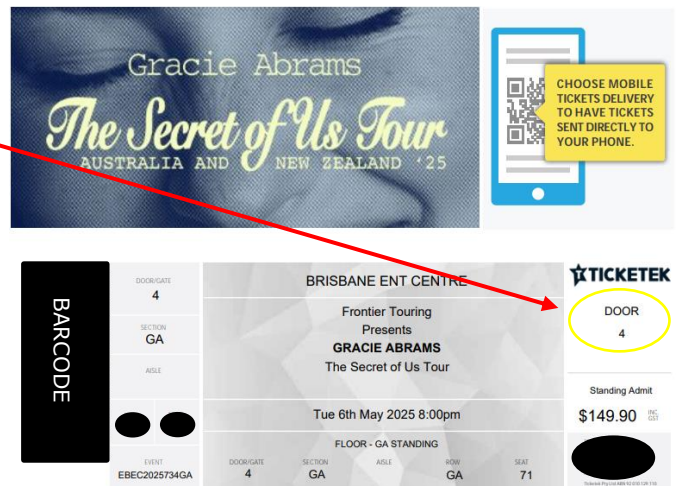 Gracie Abrams
The Secret of Us Tour
AUSTRALIA AND NEW ZEALAND '25
CHOOSE MOBILE
TICKETS DELIVERY
TO HAVE TICKETS
SENT DIRECTLY TO
YOUR PHONE.
BARCODE
DOOR/GATE
4
SECTION
GA
AISLE
EVENT
EBEC2025734GA
BRISBANE ENT CENTRE
Frontier Touring
Presents
GRACIE ABRAMS
The Secret of Us Tour
Tue 6th May 2025 8:00pm
FLOOR - GA STANDING
DOOR/GATE SECTION AISLE ROW SEAT
4 GA GA 71
TICKETEK
DOOR
4
Standing Admit
$149.90 INC GST